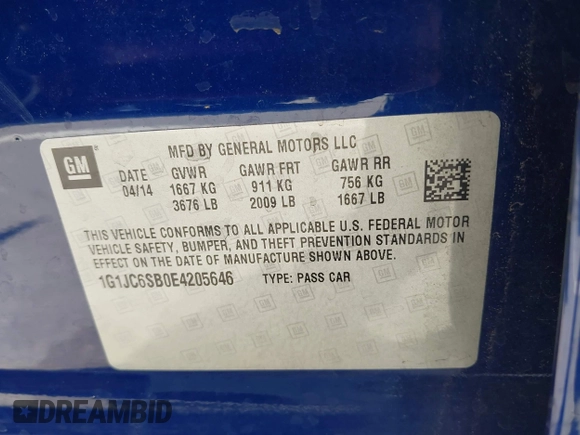 GM
MFD BY GENERAL MOTORS LLC
DATE GVWR GAWR FRT GAWR RR
04/14 1667 KG 911 KG 756 KG
3676 LB 2009 LB 1667 LB
THIS VEHICLE CONFORMS TO ALL APPLICABLE U.S. FEDERAL MOTOR
VEHICLE SAFETY, BUMPER, AND THEFT PREVENTION STANDARDS IN
EFFECT ON THE DATE OF MANUFACTURE SHOWN ABOVE.
1G1JC6SB0E4205646 TYPE: PASS CAR
DREAMBID